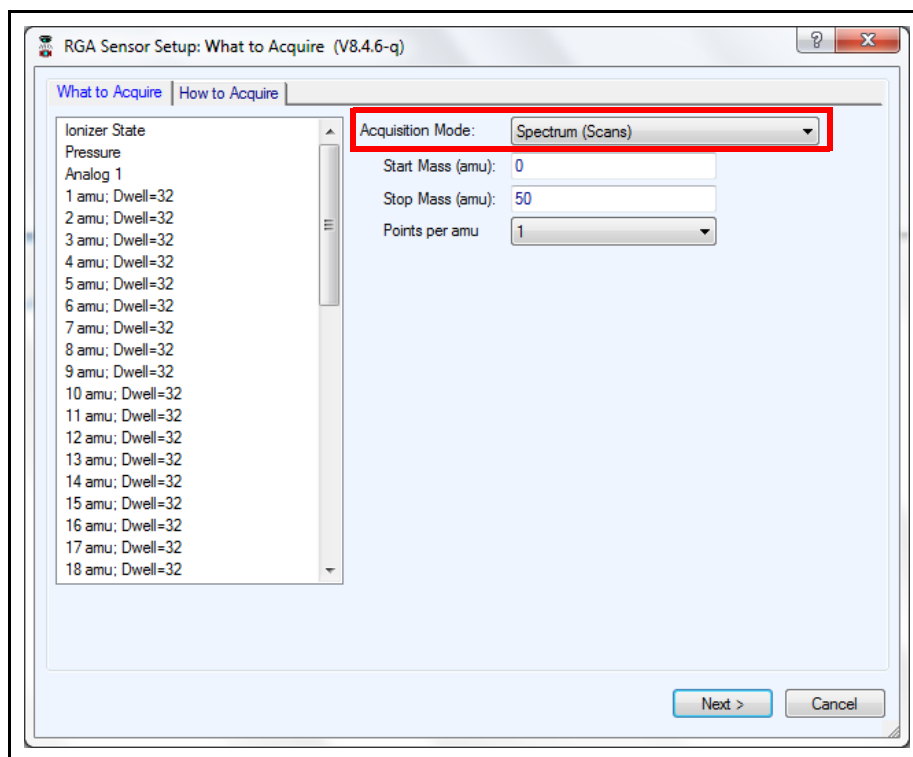 RGA Sensor Setup: What to Acquire (V8.4.6-q)
What to Acquire
How to Acquire
Ionizer State
Pressure
Analog 1
1 amu; Dwell=32
2 amu; Dwell=32
3 amu; Dwell=32
4 amu; Dwell=32
5 amu; Dwell=32
6 amu; Dwell=32
7 amu; Dwell=32
8 amu; Dwell=32
9 amu; Dwell=32
10 amu; Dwell=32
11 amu; Dwell=32
12 amu; Dwell=32
13 amu; Dwell=32
14 amu; Dwell=32
15 amu; Dwell=32
16 amu; Dwell=32
17 amu; Dwell=32
18 amu; Dwell=32
Acquisition Mode: Spectrum (Scans)
Start Mass (amu): 0
Stop Mass (amu): 50
Points per amu 1
Next >
Cancel